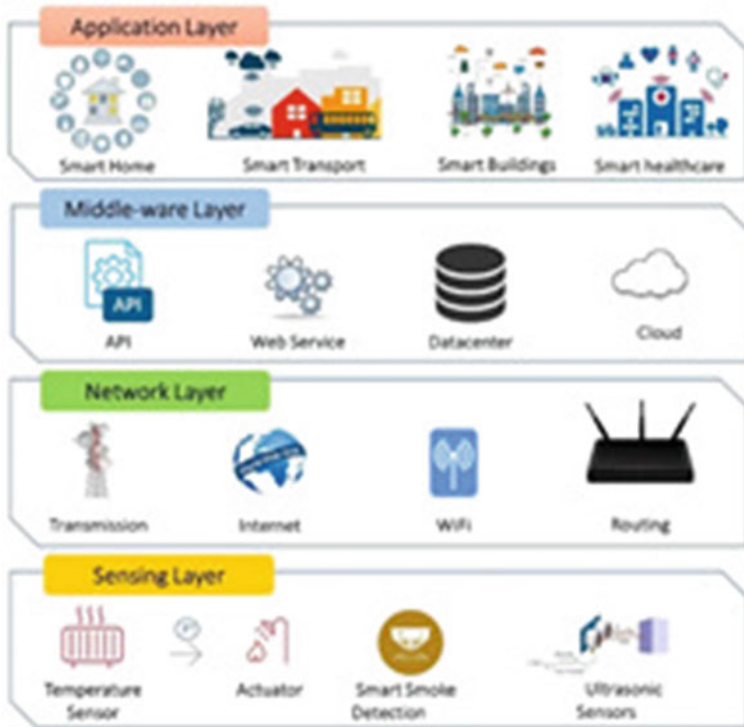 Application Layer
Smart Home
Smart Transport
Smart Buildings
Smart healthcare
Middle-ware Layer
API
API
Web Service
Datacenter
Cloud
Network Layer
Transmission
Internet
WiFi
Routing
Sensing Layer
Temperature
Sensor
Actuator
Smart Smoke
Detection
Ultrasonic
Sensors